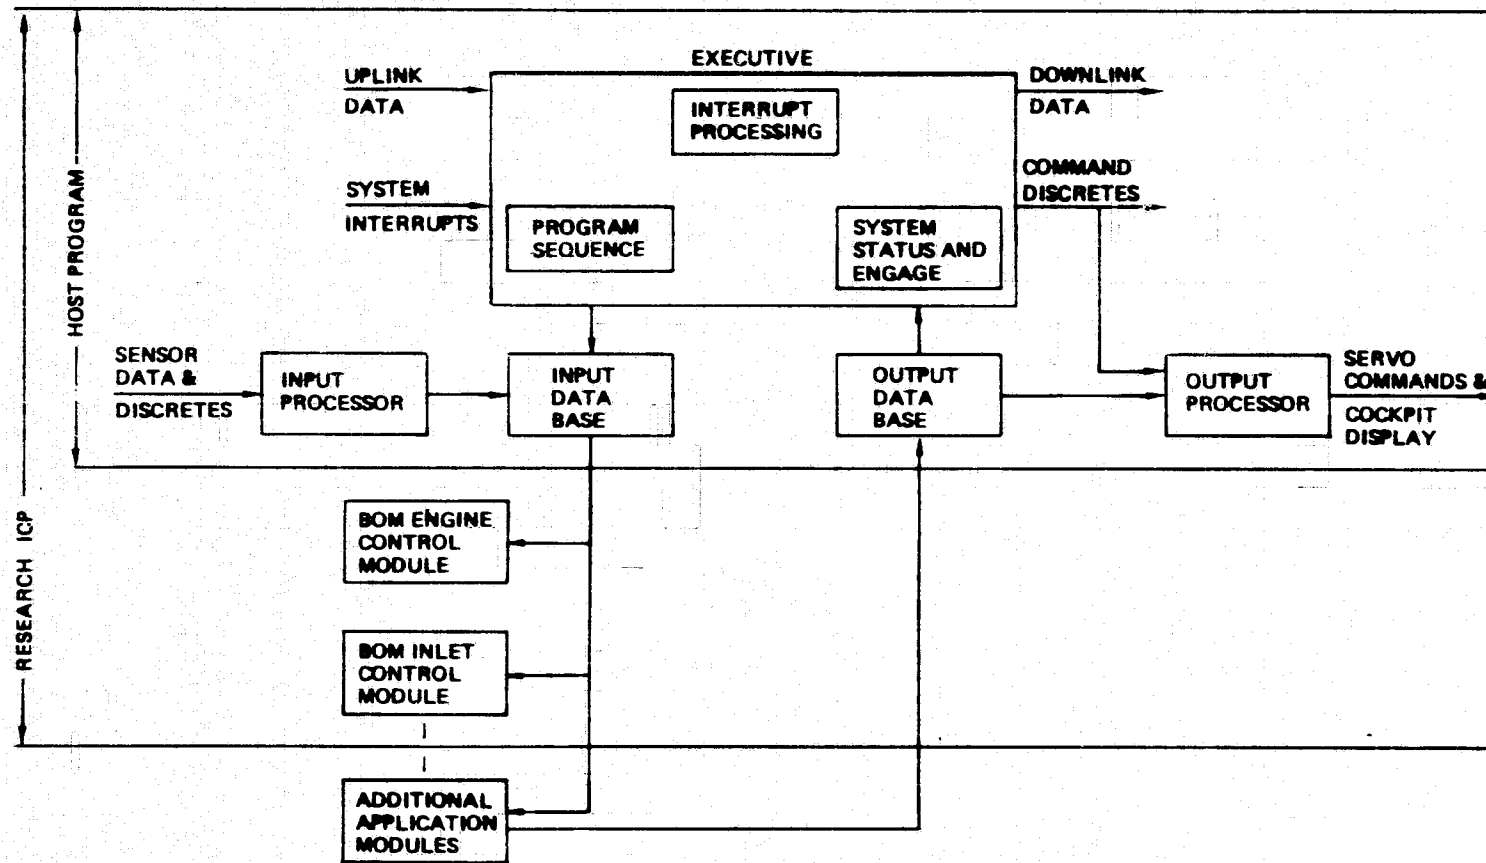 EXECUTIVE
UPLINK
DATA
INTERRUPT
PROCESSING
DOWNLINK
DATA
SYSTEM
INTERRUPTS
PROGRAM
SEQUENCE
SYSTEM
STATUS AND
ENGAGE
COMMAND
DISCRETES
HOST PROGRAM
SENSOR
DATA &
DISCRETES
INPUT
PROCESSOR
INPUT
DATA
BASE
OUTPUT
DATA
BASE
OUTPUT
PROCESSOR
SERVO
COMMANDS &
COCKPIT
DISPLAY
RESEARCH ICP
BOM ENGINE
CONTROL
MODULE
BOM INLET
CONTROL
MODULE
ADDITIONAL
APPLICATION
MODULES